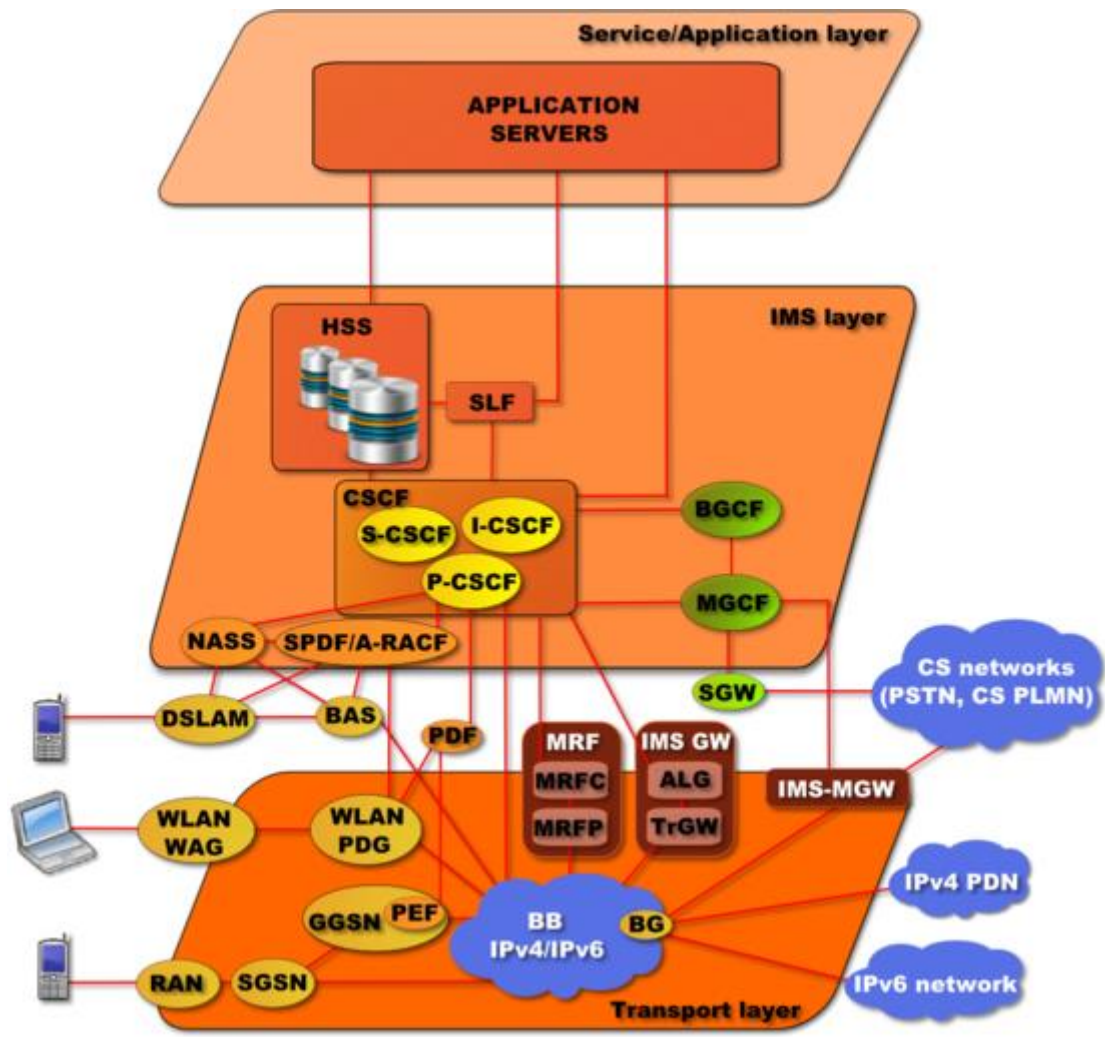 Service/Application layer
APPLICATION
SERVERS
IMS layer
HSS
SLF
CSCF
S-CSCF
I-CSCF
P-CSCF
BGCF
MGCF
NASS
SPDF/A-RACF
CS networks
(PSTN, CS PLMN)
SGW
DSLAM
BAS
PDF
MRF
MRFC
MRFP
IMS GW
ALG
TrGW
IMS-MGW
WLAN
WAG
WLAN
PDG
IPv4 PDN
GGSN
PEF
BB
IPv4/IPv6
BG
RAN
SGSN
IPv6 network
Transport layer